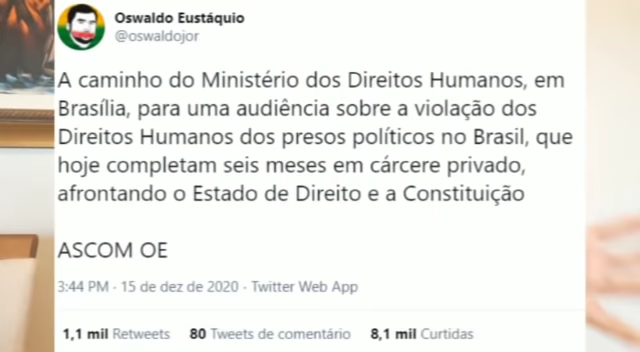 Oswaldo Eustáquio
@oswaldojor
A caminho do Ministério dos Direitos Humanos, em
Brasília, para uma audiência sobre a violação dos
Direitos Humanos dos presos políticos no Brasil, que
hoje completam seis meses em cárcere privado,
afrontando o Estado de Direito e a Constituição
ASCOM OE
3:44 PM · 15 de dez de 2020 · Twitter Web App
1,1 mil Retweets 80 Tweets de comentário 8,1 mil Curtidas